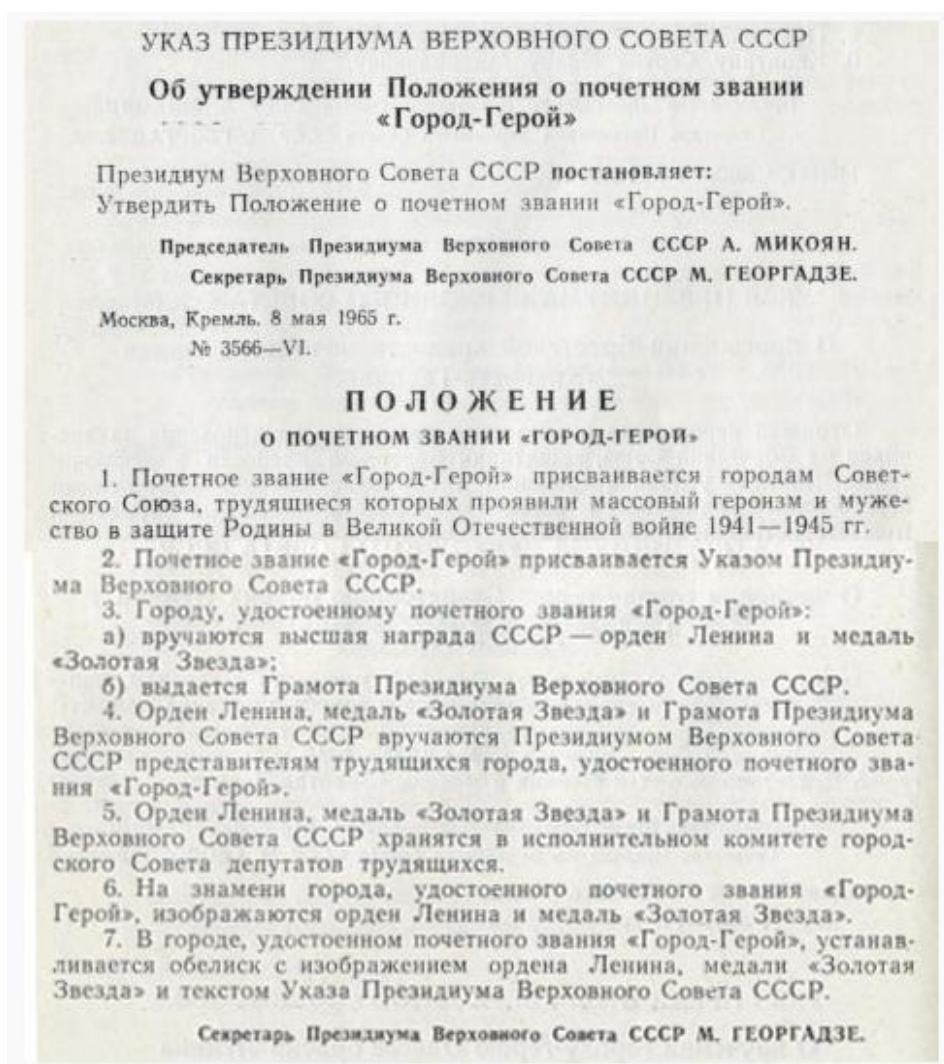 УКАЗ ПРЕЗИДИУМА ВЕРХОВНОГО СОВЕТА СССР
Об утверждении Положения о почетном звании
«Город-Герой»
Президиум Верховного Совета СССР постановляет:
Утвердить Положение о почетном звании «Город-Герой».
Председатель Президиума Верховного Совета СССР А. МИКОЯН.
Секретарь Президиума Верховного Совета СССР М. ГЕОРГАДЗЕ.
Москва, Кремль. 8 мая 1965 г.
№ 3566—VI.
ПОЛОЖЕНИЕ
О ПОЧЕТНОМ ЗВАНИИ «ГОРОД-ГЕРОЙ»
1. Почетное звание «Город-Герой» присваивается городам Совет-
ского Союза, трудящиеся которых проявили массовый героизм и муже-
ство в защите Родины в Великой Отечественной войне 1941—1945 гг.
2. Почетное звание «Город-Герой» присваивается Указом Президиу-
ма Верховного Совета СССР.
3. Городу, удостоенному почетного звания «Город-Герой»:
а) вручаются высшая награда СССР — орден Ленина и медаль
«Золотая Звезда»;
б) выдается Грамота Президиума Верховного Совета СССР.
4. Орден Ленина, медаль «Золотая Звезда» и Грамота Президиума
Верховного Совета СССР вручаются Президиумом Верховного Совета
СССР представителям трудящихся города, удостоенного почетного зва-
ния «Город-Герой».
5. Орден Ленина, медаль «Золотая Звезда» и Грамота Президиума
Верховного Совета СССР хранятся в исполнительном комитете город-
ского Совета депутатов трудящихся.
6. На знамени города, удостоенного почетного звания «Город-
Герой», изображаются орден Ленина и медаль «Золотая Звезда».
7. В городе, удостоенном почетного звания «Город-Герой», устанав-
ливается обелиск с изображением ордена Ленина, медали «Золотая
Звезда» и текстом Указа Президиума Верховного Совета СССР.
Секретарь Президиума Верховного Совета СССР М. ГЕОРГАДЗЕ.